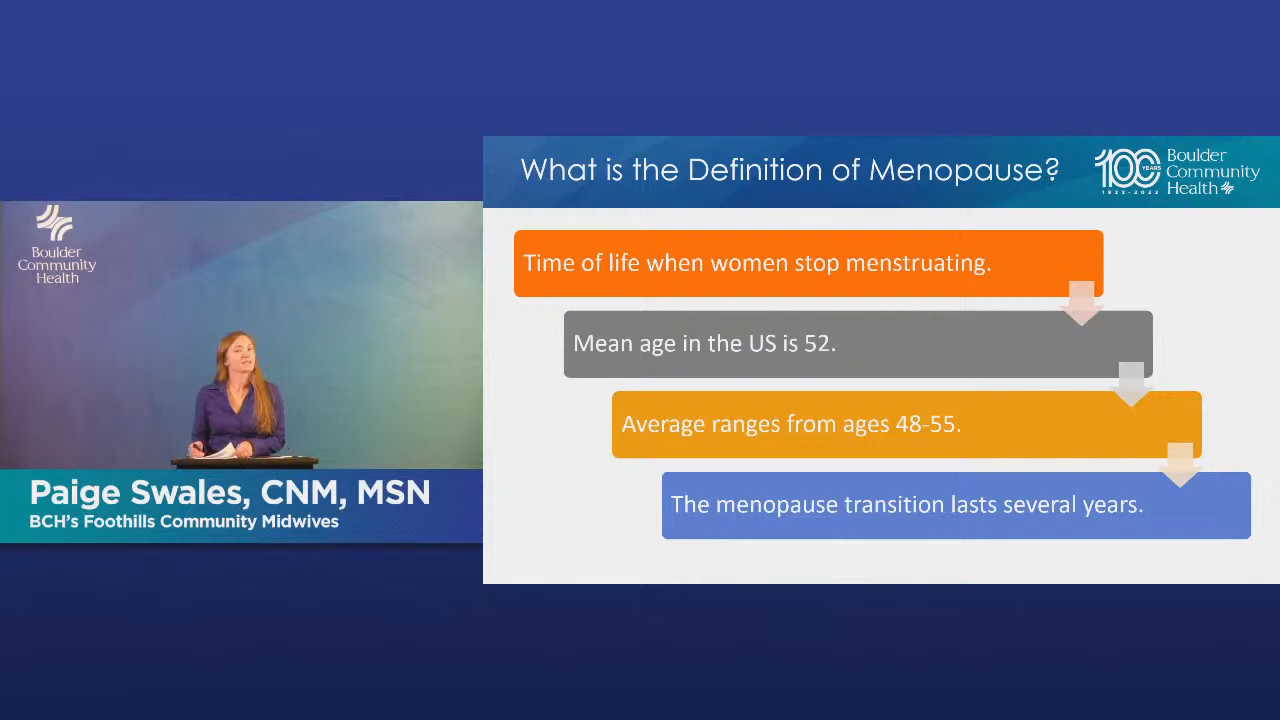 What is the Definition of Menopause?
100
YEARS
1922-2022
Boulder
Community
Health
Time of life when women stop menstruating.
Mean age in the US is 52.
Average ranges from ages 48-55.
The menopause transition lasts several years.
Boulder
Community
Health
Paige Swales, CNM, MSN
BCH's Foothills Community Midwives